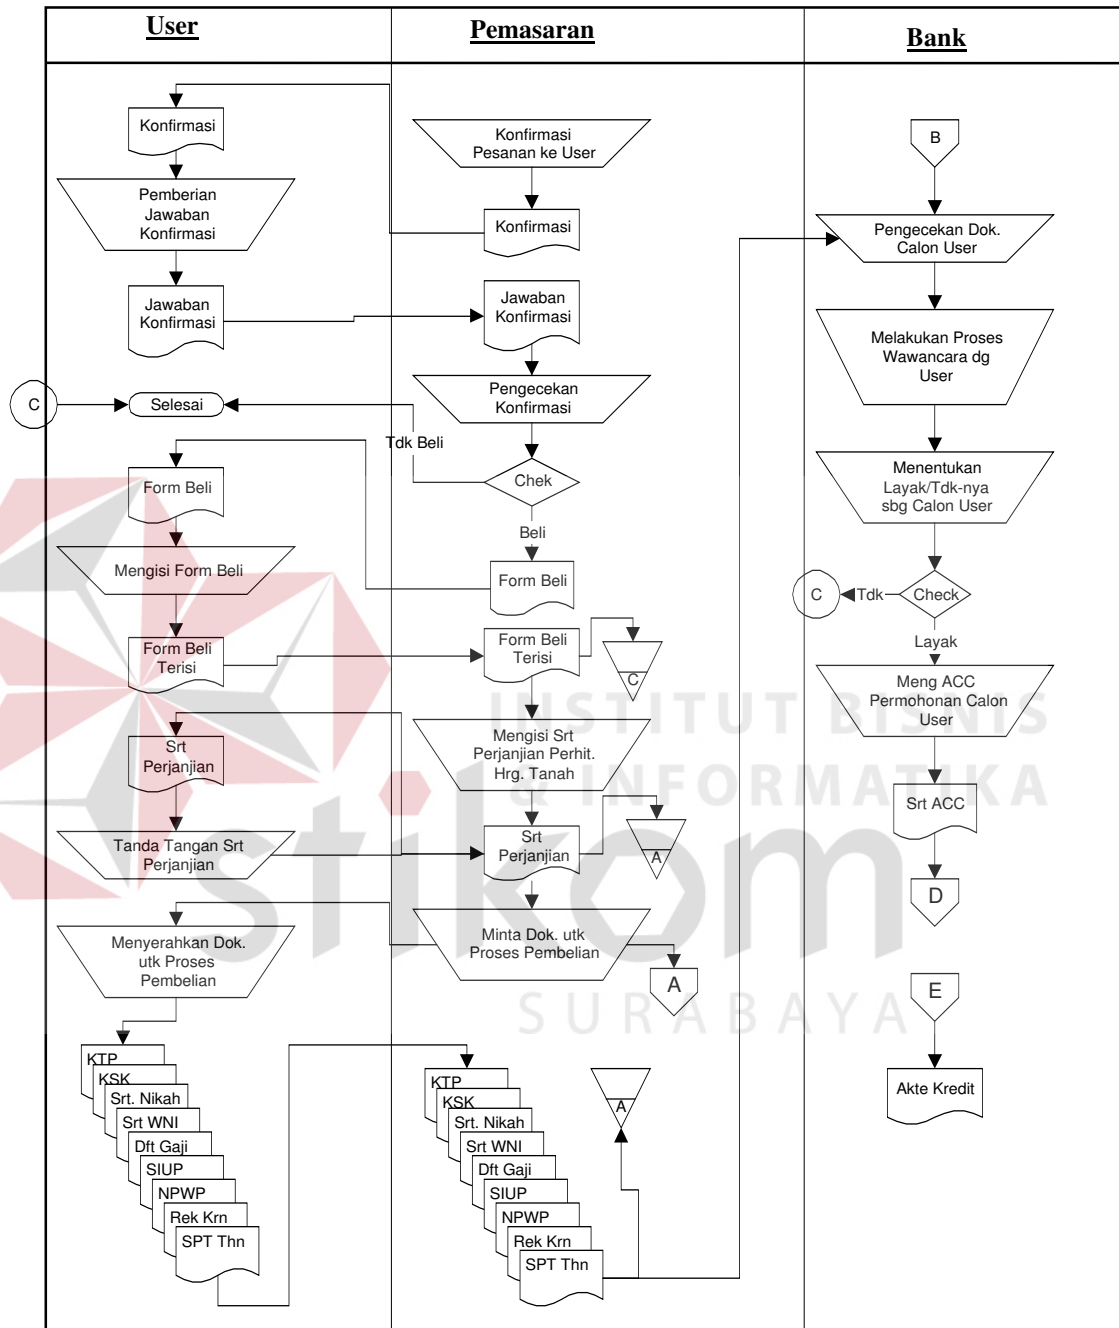 User
Pemasaran
Bank
Konfirmasi
Pemberian
Jawaban
Konfirmasi
Jawaban
Konfirmasi
C
Selesai
Form Beli
Mengisi Form Beli
Form Beli
Terisi
Srt
Perjanjian
Tanda Tangan Srt
Perjanjian
Menyerahkan Dok.
utk Proses
Pembelian
KTP
KSK
Srt. Nikah
Srt WNI
Dft Gaji
SIUP
NPWP
Rek Krn
SPT Thn
Konfirmasi
Pesanan ke User
Konfirmasi
Jawaban
Konfirmasi
Pengecekan
Konfirmasi
Tdk Beli
Chek
Beli
Form Beli
Form Beli
Terisi
C
Mengisi Srt
Perjanjian Perhit.
Hrg. Tanah
Srt
Perjanjian
A
Minta Dok. utk
Proses Pembelian
A
KTP
KSK
Srt. Nikah
Srt WNI
Dft Gaji
SIUP
NPWP
Rek Krn
SPT Thn
A
B
Pengecekan Dok.
Calon User
Melakukan Proses
Wawancara dg
User
Menentukan
Layak/Tdk-nya
sbg Calon User
C
Tdk
Check
Layak
Meng ACC
Permohonan Calon
User
Srt ACC
D
E
Akte Kredit
INSTITUT BISNIS
& INFORMATIKA
stikom
SURABAYA